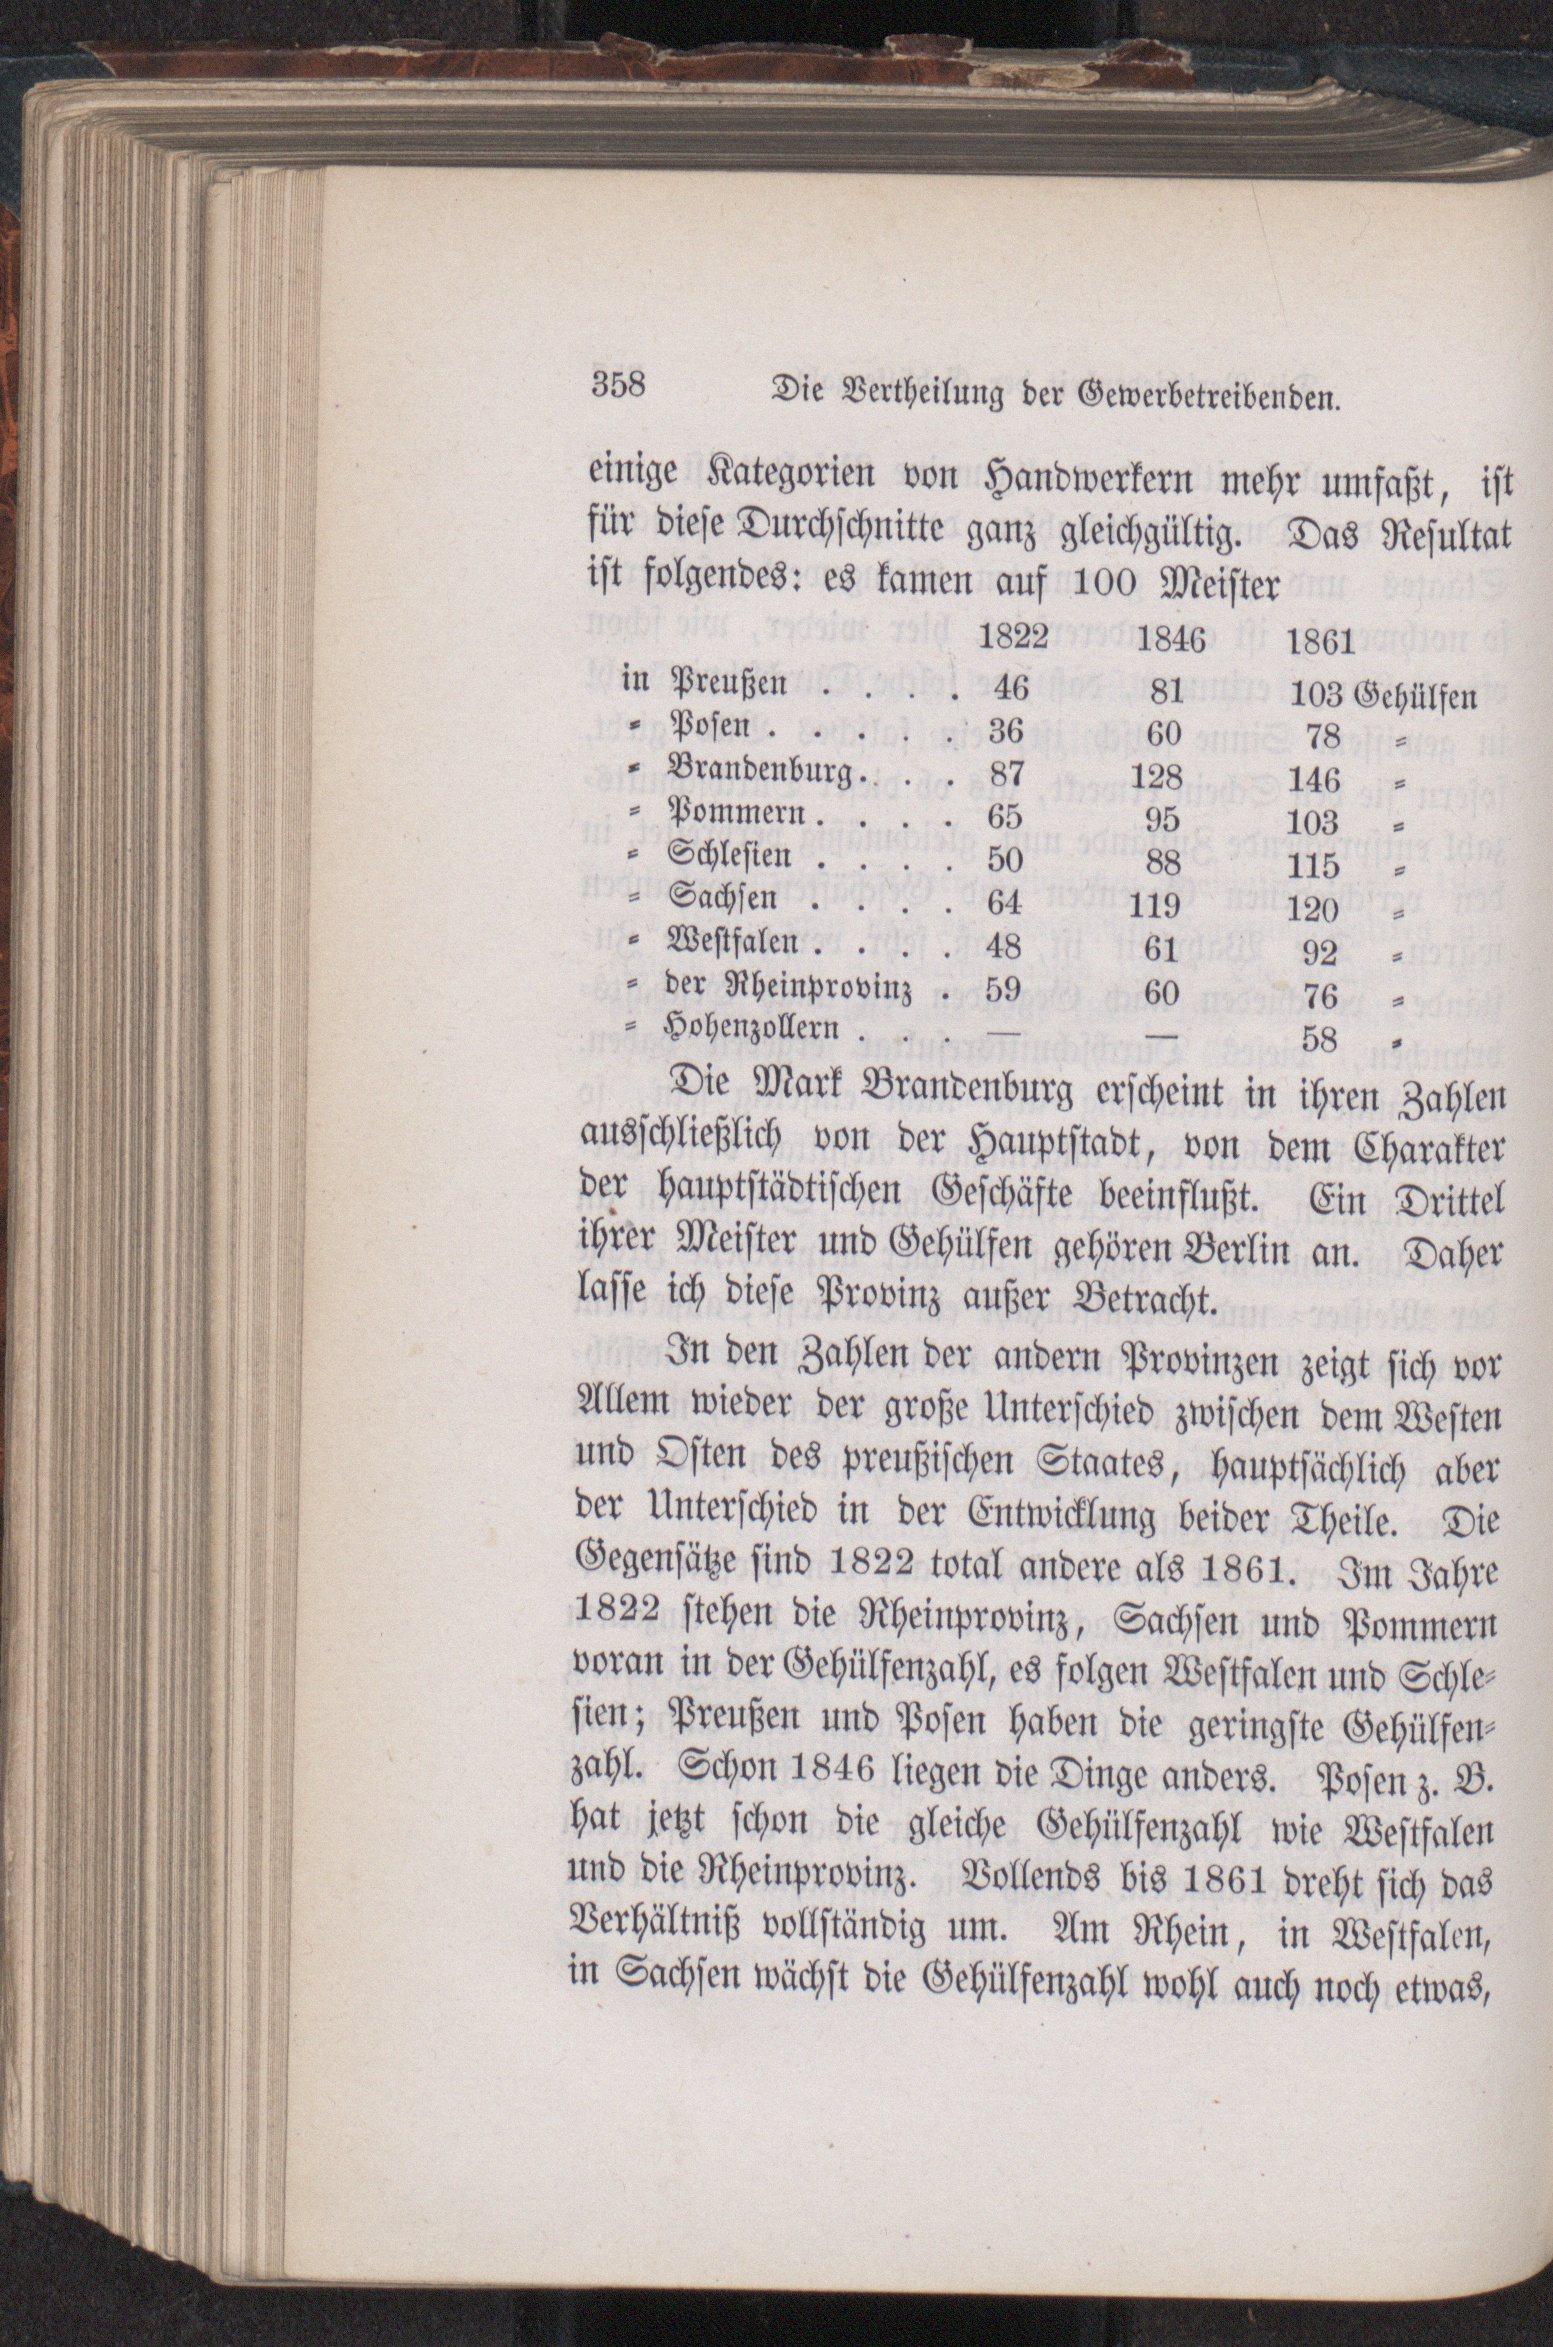 358 Die Vertheilung der Gewerbetreibenden.
einige Kategorien von Handwerkern mehr umfaßt, iſt
für dieſe Durchſchnitte ganz gleichgültig. Das Reſultat
iſt folgendes: es kamen auf 100 Meiſter
1822 1846 1861
in Preußen . . . . 46 81 103 Gehülfen
⸗ Poſen . . . . . 36 60 78 ⸗
⸗ Brandenburg . . . 87 128 146 ⸗
⸗ Pommern . . . . 65 95 103 ⸗
⸗ Schleſien . . . . 50 88 115 ⸗
⸗ Sachſen . . . . 64 119 120 ⸗
⸗ Weſtfalen . . . . 48 61 92 ⸗
⸗ der Rheinprovinz . 59 60 76 ⸗
⸗ Hohenzollern . . . — — 58 ⸗
Die Mark Brandenburg erſcheint in ihren Zahlen
ausſchließlich von der Hauptſtadt, von dem Charakter
der hauptſtädtiſchen Geſchäfte beeinflußt. Ein Drittel
ihrer Meiſter und Gehülfen gehören Berlin an. Daher
laſſe ich dieſe Provinz außer Betracht.
In den Zahlen der andern Provinzen zeigt ſich vor
Allem wieder der große Unterſchied zwiſchen dem Weſten
und Oſten des preußiſchen Staates, hauptſächlich aber
der Unterſchied in der Entwicklung beider Theile. Die
Gegenſätze ſind 1822 total andere als 1861. Im Jahre
1822 ſtehen die Rheinprovinz, Sachſen und Pommern
voran in der Gehülfenzahl, es folgen Weſtfalen und Schle⸗
ſien; Preußen und Poſen haben die geringſte Gehülfen⸗
zahl. Schon 1846 liegen die Dinge anders. Poſen z. B.
hat jetzt ſchon die gleiche Gehülfenzahl wie Weſtfalen
und die Rheinprovinz. Vollends bis 1861 dreht ſich das
Verhältniß vollſtändig um. Am Rhein, in Weſtfalen,
in Sachſen wächſt die Gehülfenzahl wohl auch noch etwas,